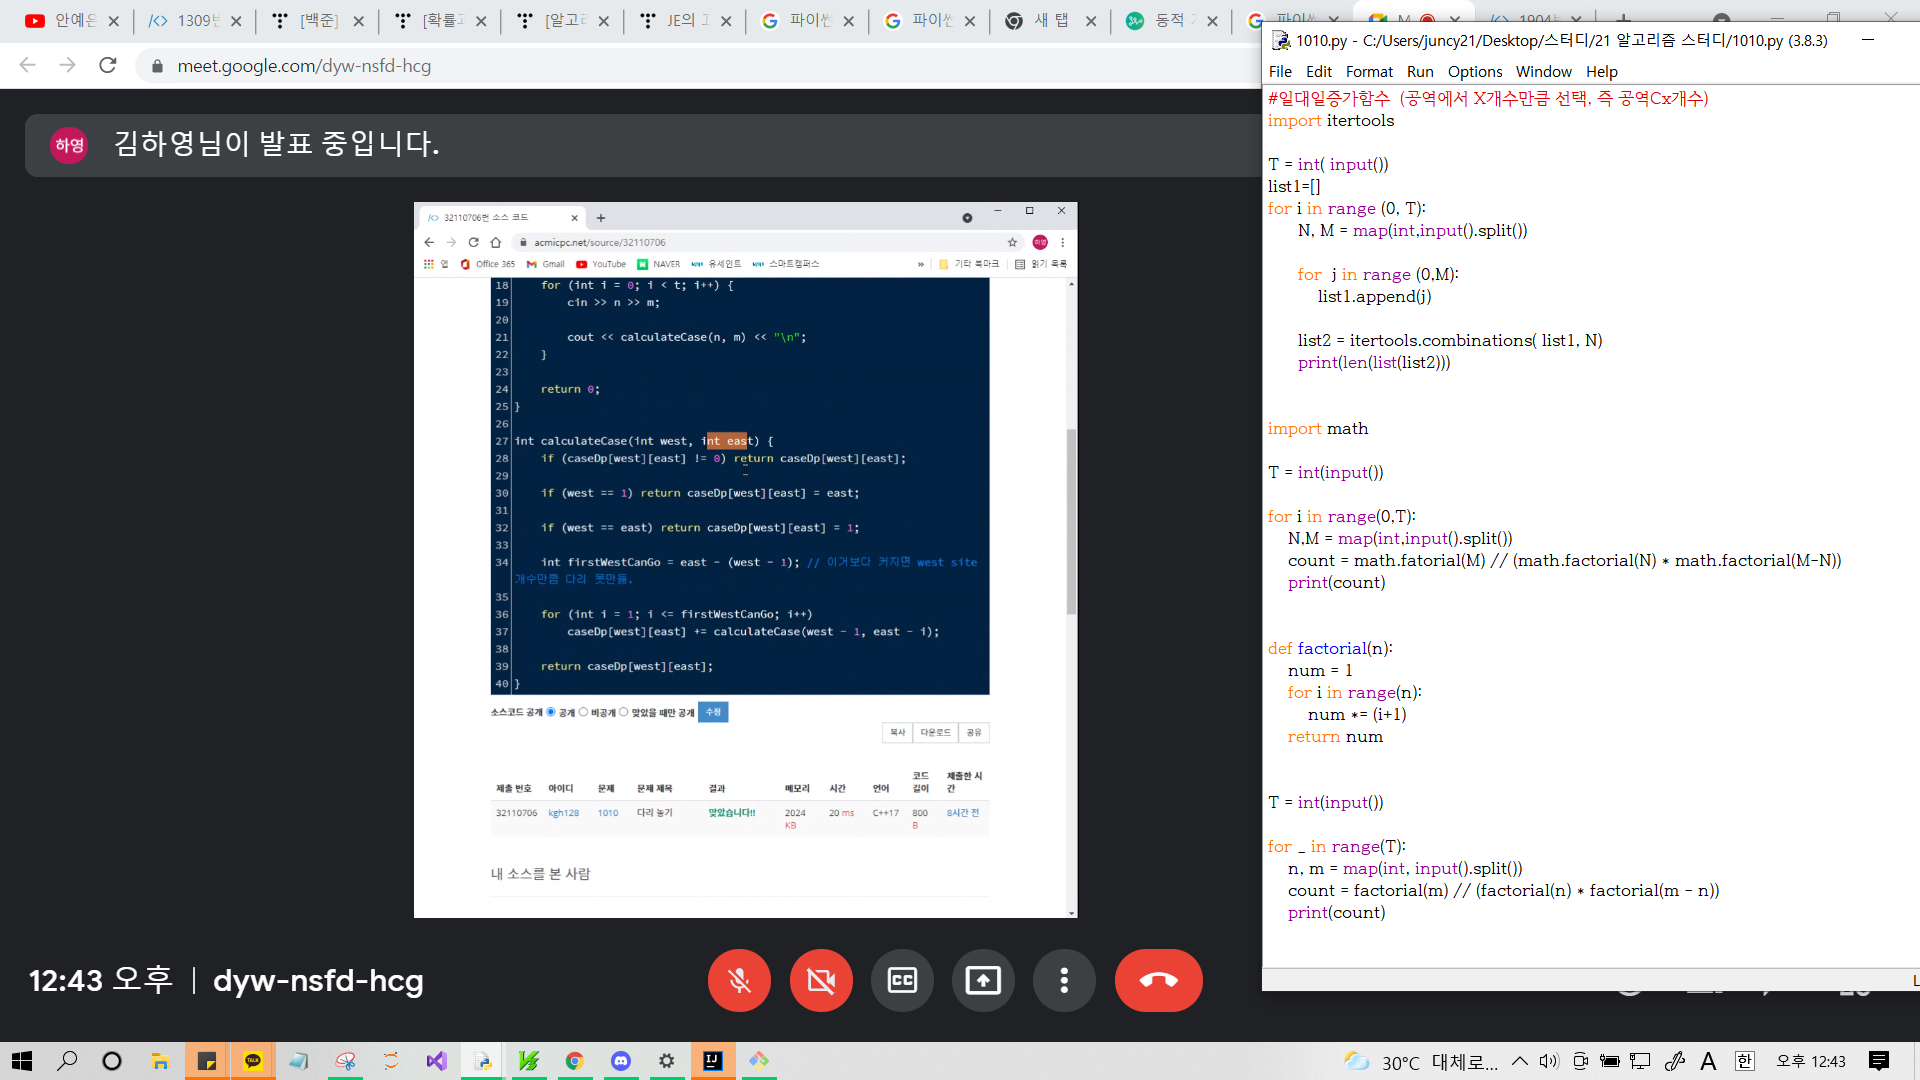 안예은
1309번
[백준]
[확률과
[알고리
JE의 기
파이썬
파이썬
새 탭
동적
파이썬
1904번
meet.google.com/dyw-nsfd-hcg
하영
김하영님이 발표 중입니다.
32110706번 소스 코드
acmicpc.net/source/32110706
하영
앱 Office 365 Gmail YouTube NAVER 유세인트 스마트캠퍼스 » 기타 북마크 읽기 목록
18 for (int i = 0; i < t; i++) {
19 cin >> n >> m;
20
21 cout << calculateCase(n, m) << "\n";
22 }
23
24 return 0;
25 }
26
27 int calculateCase(int west, int east) {
28 if (caseDp[west][east] != 0) return caseDp[west][east];
29
30 if (west == 1) return caseDp[west][east] = east;
31
32 if (west == east) return caseDp[west][east] = 1;
33
34 int firstWestCanGo = east - (west - 1); // 이거보다 커지면 west site
개수만큼 다리 못만듦.
35
36 for (int i = 1; i <= firstWestCanGo; i++)
37 caseDp[west][east] += calculateCase(west - 1, east - i);
38
39 return caseDp[west][east];
40 }
소스코드 공개 공개 비공개 맞았을 때만 공개 수정
복사 다운로드 공유
제출 번호 아이디 문제 문제 제목 결과 메모리 시간 언어 코드 길이 제출한 시간
32110706 kgh128 1010 다리 놓기 맞았습니다!! 2024 KB 20 ms C++17 800 B 8시간 전
내 소스를 본 사람
12:43 오후 | dyw-nsfd-hcg
CC
1010.py - C:/Users/juncy21/Desktop/스터디/21 알고리즘 스터디/1010.py (3.8.3)
File Edit Format Run Options Window Help
#일대일증가함수 (공역에서 X개수만큼 선택, 즉 공역Cx개수)
import itertools
T = int( input())
list1=[]
for i in range (0, T):
N, M = map(int,input().split())
for j in range (0,M):
list1.append(j)
list2 = itertools.combinations( list1, N)
print(len(list(list2)))
import math
T = int(input())
for i in range(0,T):
N,M = map(int,input().split())
count = math.fatorial(M) // (math.factorial(N) * math.factorial(M-N))
print(count)
def factorial(n):
num = 1
for i in range(n):
num *= (i+1)
return num
T = int(input())
for _ in range(T):
n, m = map(int, input().split())
count = factorial(m) // (factorial(n) * factorial(m - n))
print(count)
TALK
IJ
30°C 대체로...
A
한
오후 12:43